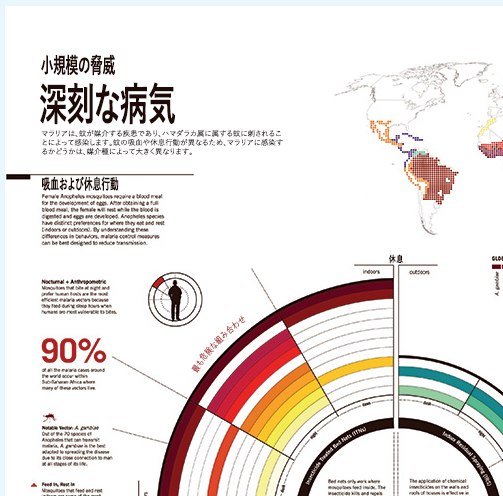 小規模の脅威
深刻な病気
マラリアは、蚊が媒介する疾患であり、ハマダラカ属に属する蚊に刺されるこ
とによって感染します。蚊の吸血や休息行動が異なるため、マラリアに感染す
るかどうかは、媒介種によって大きく異なります。
吸血および休息行動
Female Anopheles mosquitoes require a blood meal
for the development of eggs. After obtaining a full
blood meal, the female will rest while the blood is
digested and eggs are developed. Anopheles species
have distinct preferences for where they eat and rest
(indoors or outdoors). By understanding these
differences in behaviors, malaria control measures
can be best designed to reduce transmission.
休息
indoors
outdoors
Nocturnal + Anthropometric
Mosquitoes that bite at night and
prefer human hosts are the most
efficient malaria vectors because
they feed during sleep hours when
humans are most vulnerable to bites.
最も危険な組み合わせ
90%
of all the malaria cases around
the world occur within
Sub-Saharan Africa where
many of these vectors live.
Notable Vector: A. gambiae
Out of the 70 species of
Anopheles that can transmit
malaria, A. gambiae is the best
adapted to spreading the disease
due to its close connection to man
at all stages of its life.
Feed In, Rest In
Mosquitoes that feed and rest
Insecticide Treated Bed Nets (ITNs)
Indoor Residual Spraying (IRS)
Bed nets only work where
mosquitoes feed inside. The
insecticide kills and repels
The application of chemical
insecticides on the walls and
roofs of houses is effective in
GLO
A. gambiae